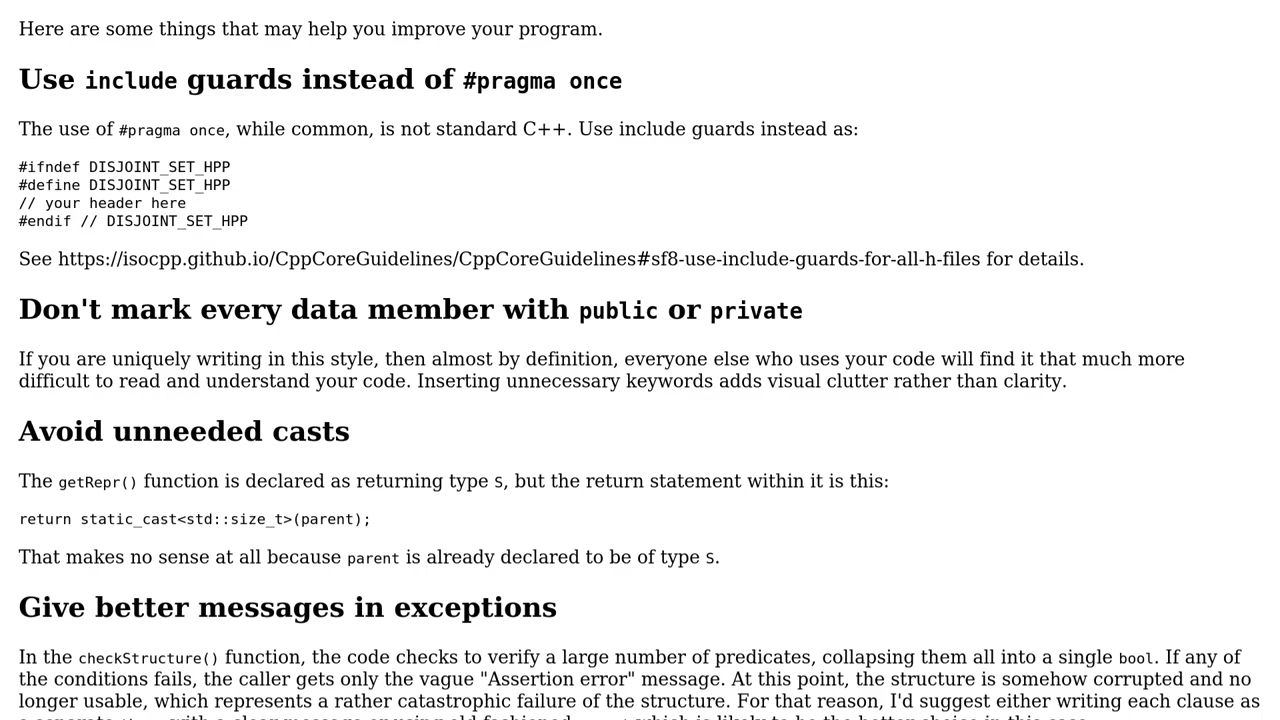 Here are some things that may help you improve your program.
Use include guards instead of #pragma once
The use of #pragma once, while common, is not standard C++. Use include guards instead as:
#ifndef DISJOINT_SET_HPP
#define DISJOINT_SET_HPP
// your header here
#endif // DISJOINT_SET_HPP
See https://isocpp.github.io/CppCoreGuidelines/CppCoreGuidelines#sf8-use-include-guards-for-all-h-files for details.
Don't mark every data member with public or private
If you are uniquely writing in this style, then almost by definition, everyone else who uses your code will find it that much more
difficult to read and understand your code. Inserting unnecessary keywords adds visual clutter rather than clarity.
Avoid unneeded casts
The getRepr() function is declared as returning type S, but the return statement within it is this:
return static_cast<std::size_t>(parent);
That makes no sense at all because parent is already declared to be of type S.
Give better messages in exceptions
In the checkStructure() function, the code checks to verify a large number of predicates, collapsing them all into a single bool. If any of
the conditions fails, the caller gets only the vague "Assertion error" message. At this point, the structure is somehow corrupted and no
longer usable, which represents a rather catastrophic failure of the structure. For that reason, I'd suggest either writing each clause as